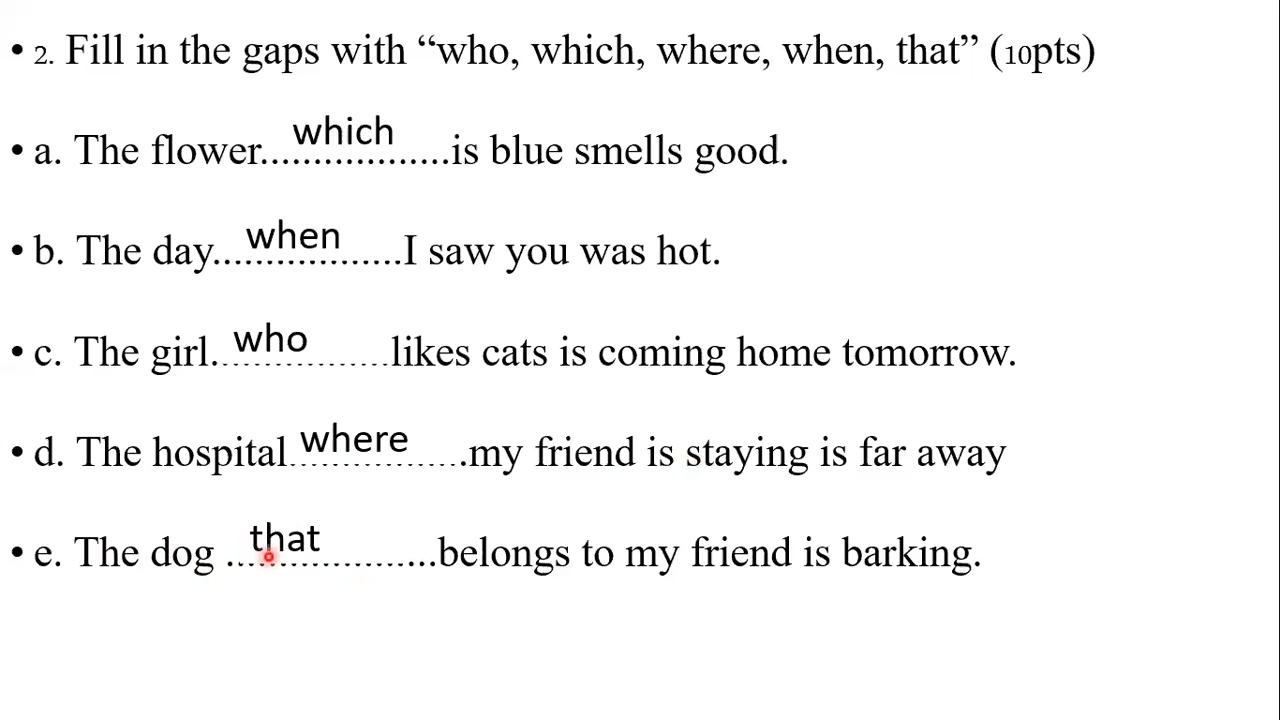 • 2. Fill in the gaps with “who, which, where, when, that” (10pts)
• a. The flower..................which is blue smells good.
• b. The day..................when I saw you was hot.
• c. The girl..................who likes cats is coming home tomorrow.
• d. The hospital..................where my friend is staying is far away
• e. The dog ....................that belongs to my friend is barking.